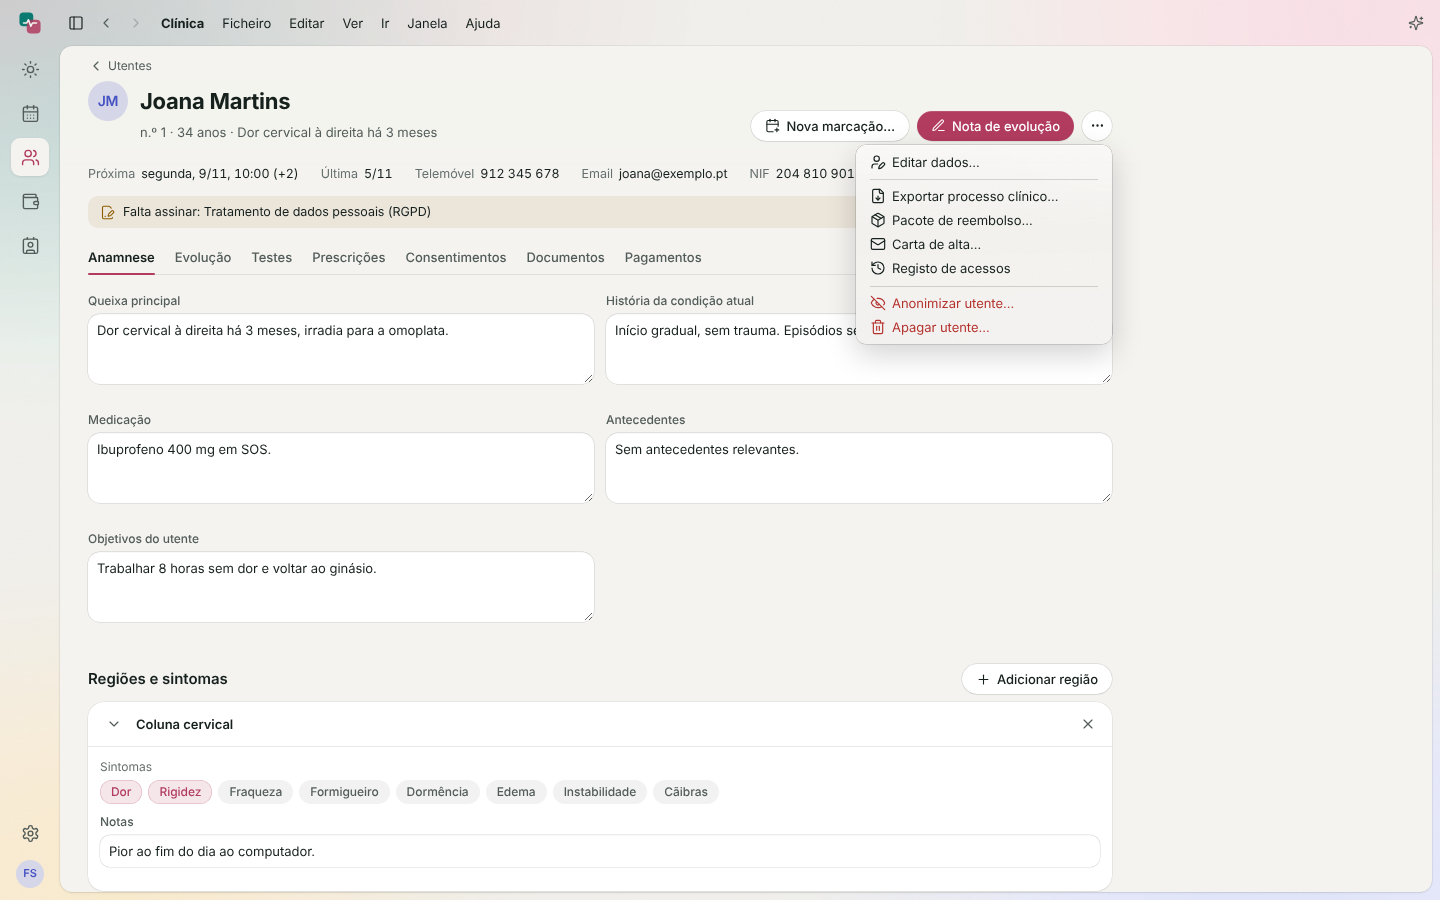 Clínica Ficheiro Editar Ver Ir Janela Ajuda
Utentes
JM
Joana Martins
n.º 1 · 34 anos · Dor cervical à direita há 3 meses
Nova marcação...
Nota de evolução
Próxima segunda, 9/11, 10:00 (+2) Última 5/11 Telemóvel 912 345 678 Email joana@exemplo.pt NIF 204 810 901
Falta assinar: Tratamento de dados pessoais (RGPD)
Editar dados...
Exportar processo clínico...
Pacote de reembolso...
Carta de alta...
Registo de acessos
Anonimizar utente...
Apagar utente...
Anamnese Evolução Testes Prescrições Consentimentos Documentos Pagamentos
Queixa principal
Dor cervical à direita há 3 meses, irradia para a omoplata.
História da condição atual
Início gradual, sem trauma. Episódios
Medicação
Ibuprofeno 400 mg em SOS.
Antecedentes
Sem antecedentes relevantes.
Objetivos do utente
Trabalhar 8 horas sem dor e voltar ao ginásio.
Regiões e sintomas
Adicionar região
Coluna cervical
Sintomas
Dor Rigidez Fraqueza Formigueiro Dormência Edema Instabilidade Cãibras
Notas
Pior ao fim do dia ao computador.
FS